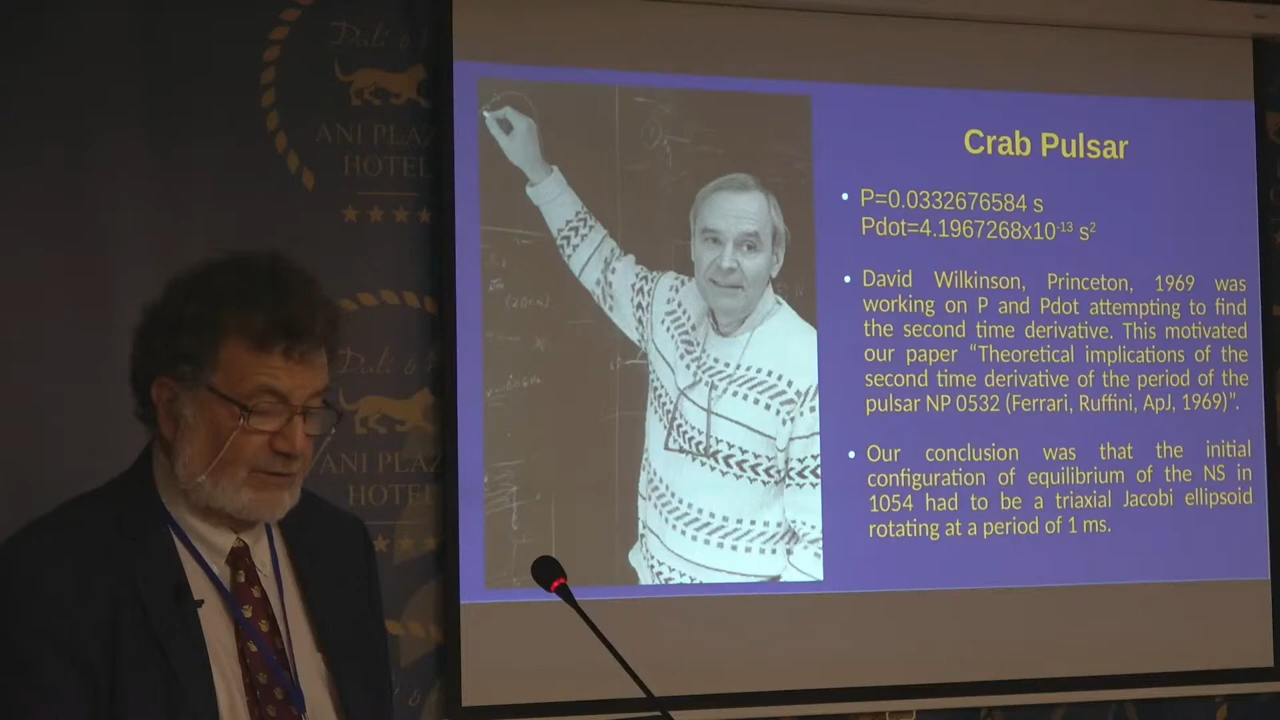 ANI PLAZ
HOTEL
ANI PLAZ
HOTEL
Crab Pulsar
• P=0.0332676584 s
Pdot=4.1967268x10⁻¹³ s²
• David Wilkinson, Princeton, 1969 was
working on P and Pdot attempting to find
the second time derivative. This motivated
our paper “Theoretical implications of the
second time derivative of the period of the
pulsar NP 0532 (Ferrari, Ruffini, ApJ, 1969)”.
• Our conclusion was that the initial
configuration of equilibrium of the NS in
1054 had to be a triaxial Jacobi ellipsoid
rotating at a period of 1 ms.